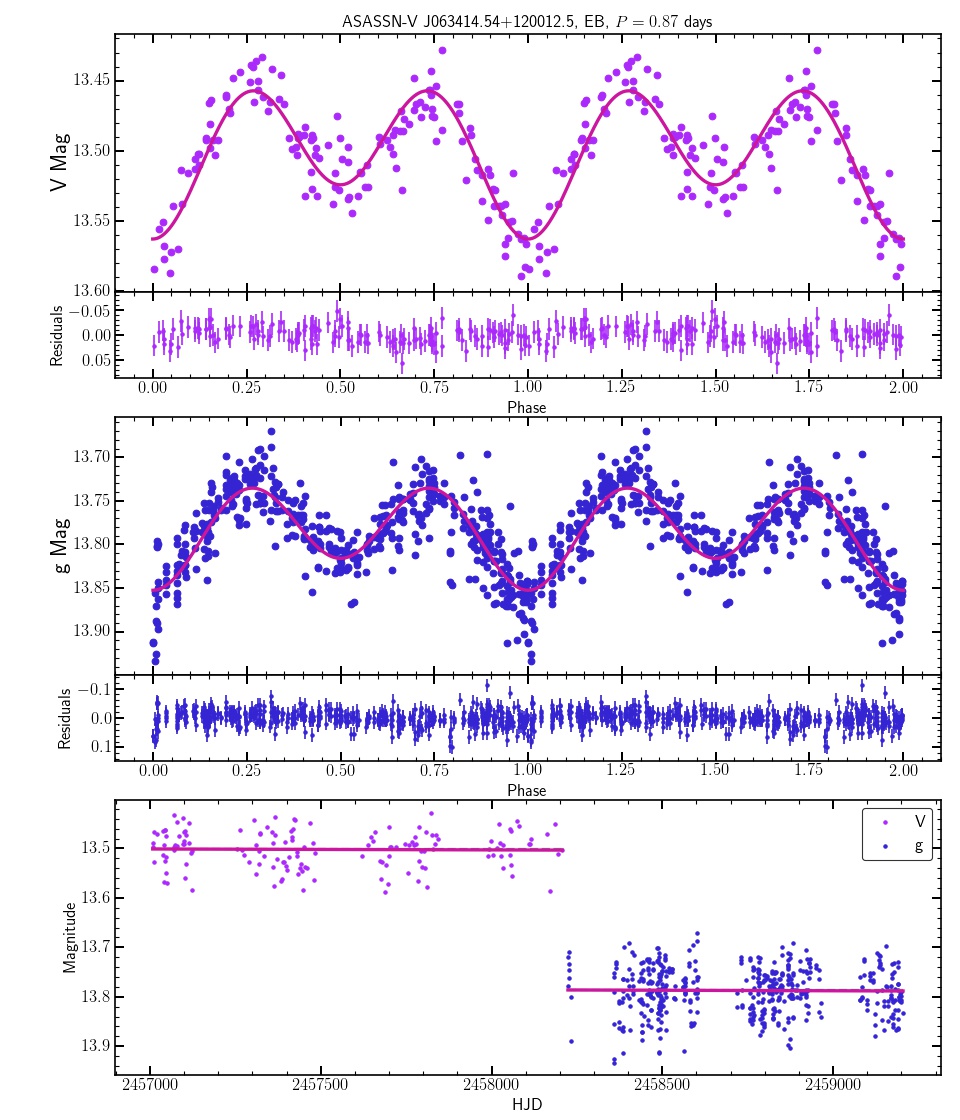 ASASSN-V J063414.54+120012.5, EB, P = 0.87 days
V Mag
13.45
13.50
13.55
13.60
Residuals
−0.05
0.00
0.05
0.00 0.25 0.50 0.75 1.00 1.25 1.50 1.75 2.00
Phase
g Mag
13.70
13.75
13.80
13.85
13.90
Residuals
−0.1
0.0
0.1
0.00 0.25 0.50 0.75 1.00 1.25 1.50 1.75 2.00
Phase
Magnitude
13.5
13.6
13.7
13.8
13.9
V
g
2457000 2457500 2458000 2458500 2459000
HJD